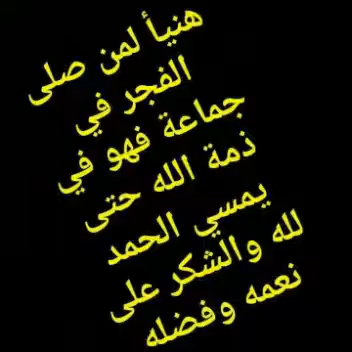 هنيأ لمن صلى
الفجر في
جماعة فهو في
ذمة الله حتى
يمسي الحمد
لله والشكر على
نعمه وفضله